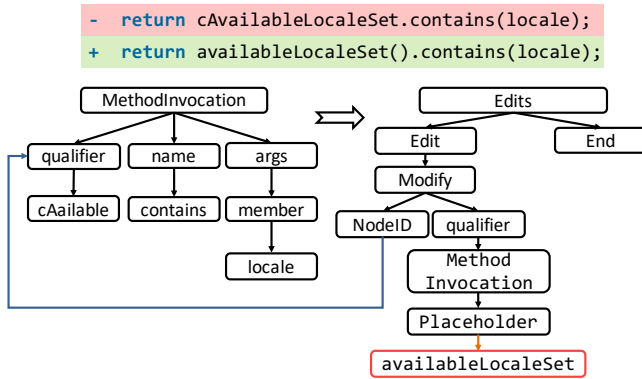 - return cAvailableLocaleSet.contains(locale);
+ return availableLocaleSet().contains(locale);
MethodInvocation
qualifier
name
args
cAailable
contains
member
locale
Edits
Edit
End
Modify
NodeID
qualifier
Method
Invocation
Placeholder
availableLocaleSet